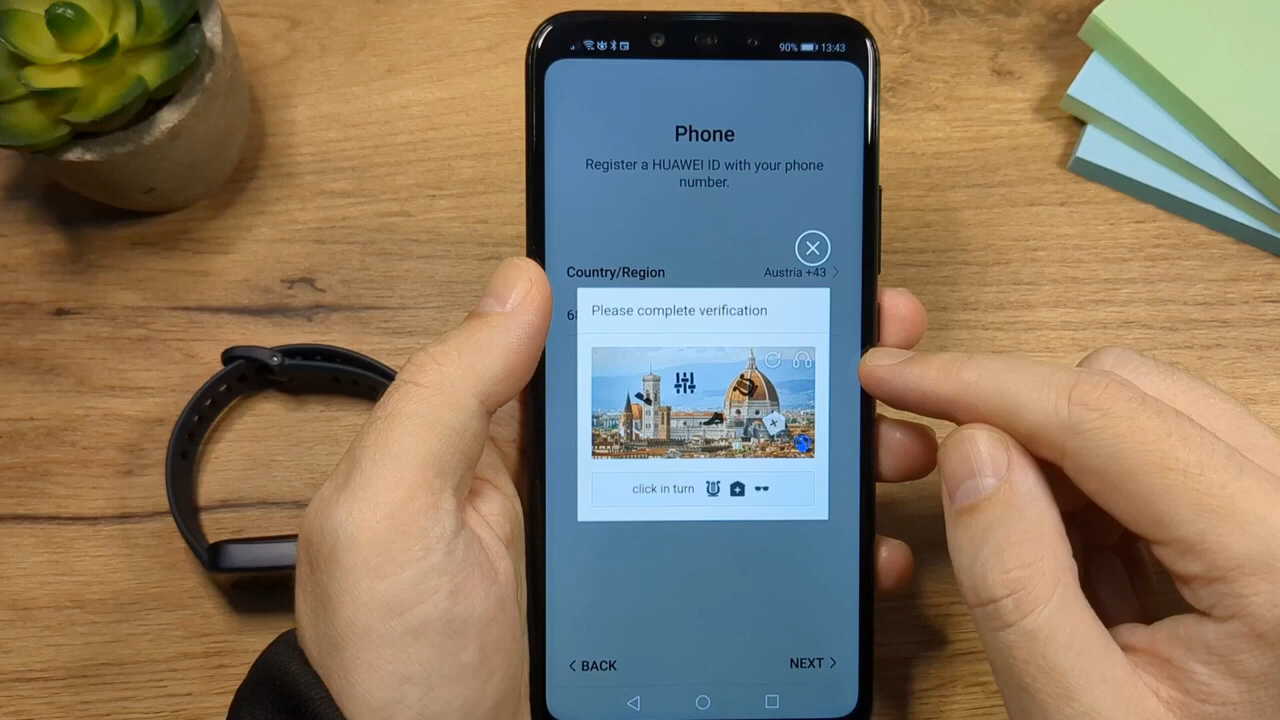 90% 13:43
Phone
Register a HUAWEI ID with your phone
number.
Country/Region Austria +43
68
Please complete verification
click in turn
BACK NEXT